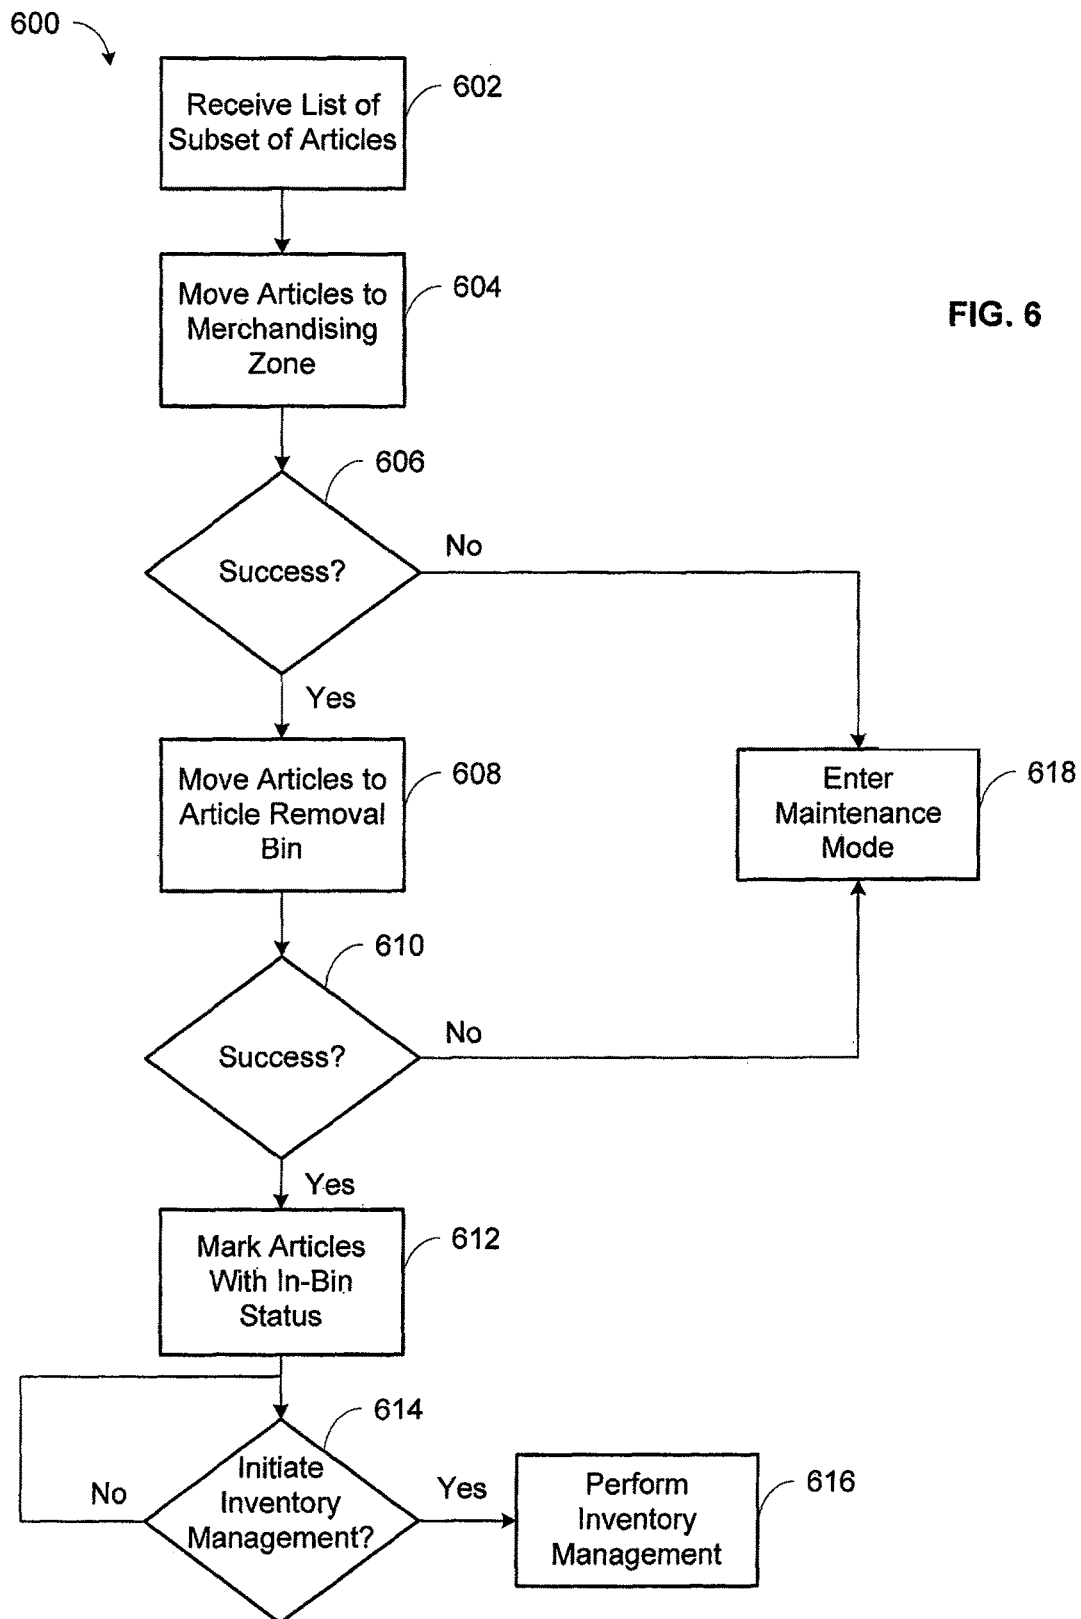 600
602
Receive List of
Subset of Articles
604
Move Articles to
Merchandising
Zone
FIG. 6
606
Success?
No
Yes
608
Move Articles to
Article Removal
Bin
618
Enter
Maintenance
Mode
610
Success?
No
Yes
612
Mark Articles
With In-Bin
Status
614
Initiate
Inventory
Management?
No
Yes
616
Perform
Inventory
Management